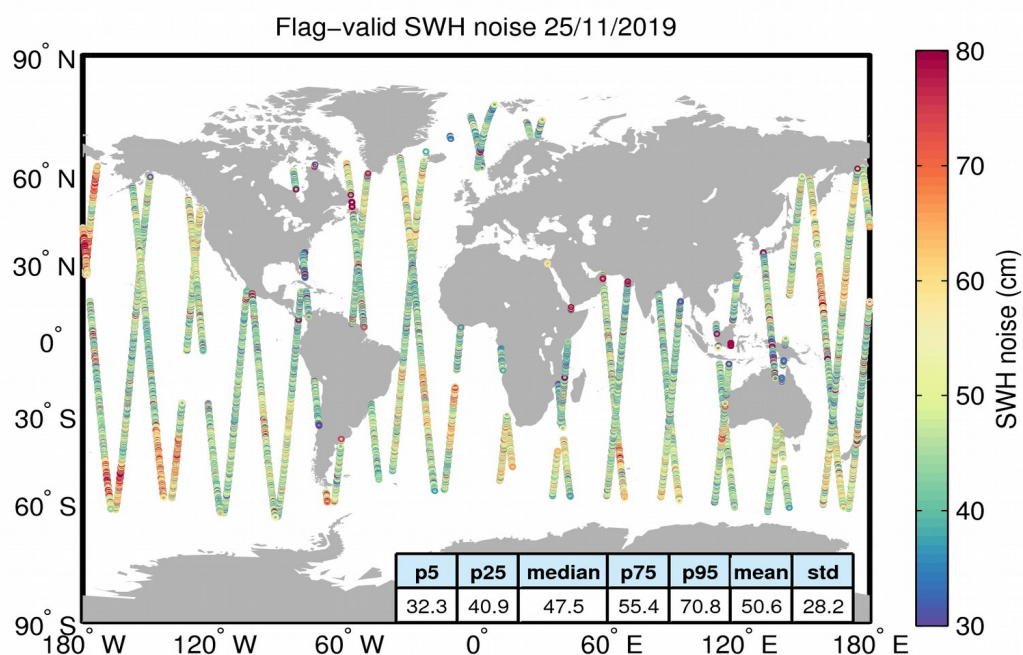 Flag−valid SWH noise 25/11/2019
90° N
60° N
30° N
0°
30° S
60° S
90° S
180° W
120° W
60° W
0°
60° E
120° E
180° E
80
70
60
50
40
30
SWH noise (cm)
p5 p25 median p75 p95 mean std
32.3 40.9 47.5 55.4 70.8 50.6 28.2